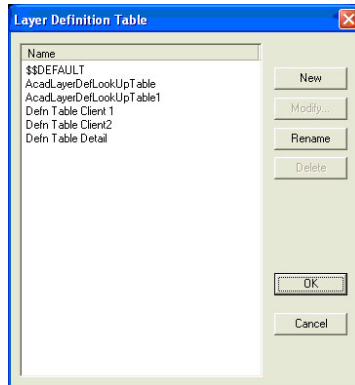 Layer Definition Table
Name
$$DEFAULT
AcadLayerDefLookUpTable
AcadLayerDefLookUpTable1
Defn Table Client 1
Defn Table Client2
Defn Table Detail
New
Modify...
Rename
Delete
OK
Cancel